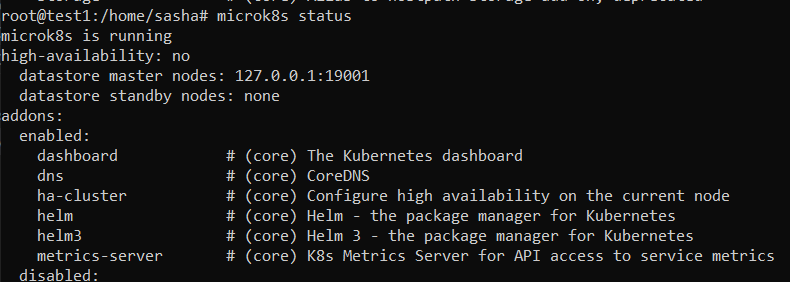 root@test1:/home/sasha# microk8s status
microk8s is running
high-availability: no
  datastore master nodes: 127.0.0.1:19001
  datastore standby nodes: none
addons:
  enabled:
    dashboard            # (core) The Kubernetes dashboard
    dns                  # (core) CoreDNS
    ha-cluster           # (core) Configure high availability on the current node
    helm                 # (core) Helm - the package manager for Kubernetes
    helm3                # (core) Helm 3 - the package manager for Kubernetes
    metrics-server       # (core) K8s Metrics Server for API access to service metrics
  disabled: